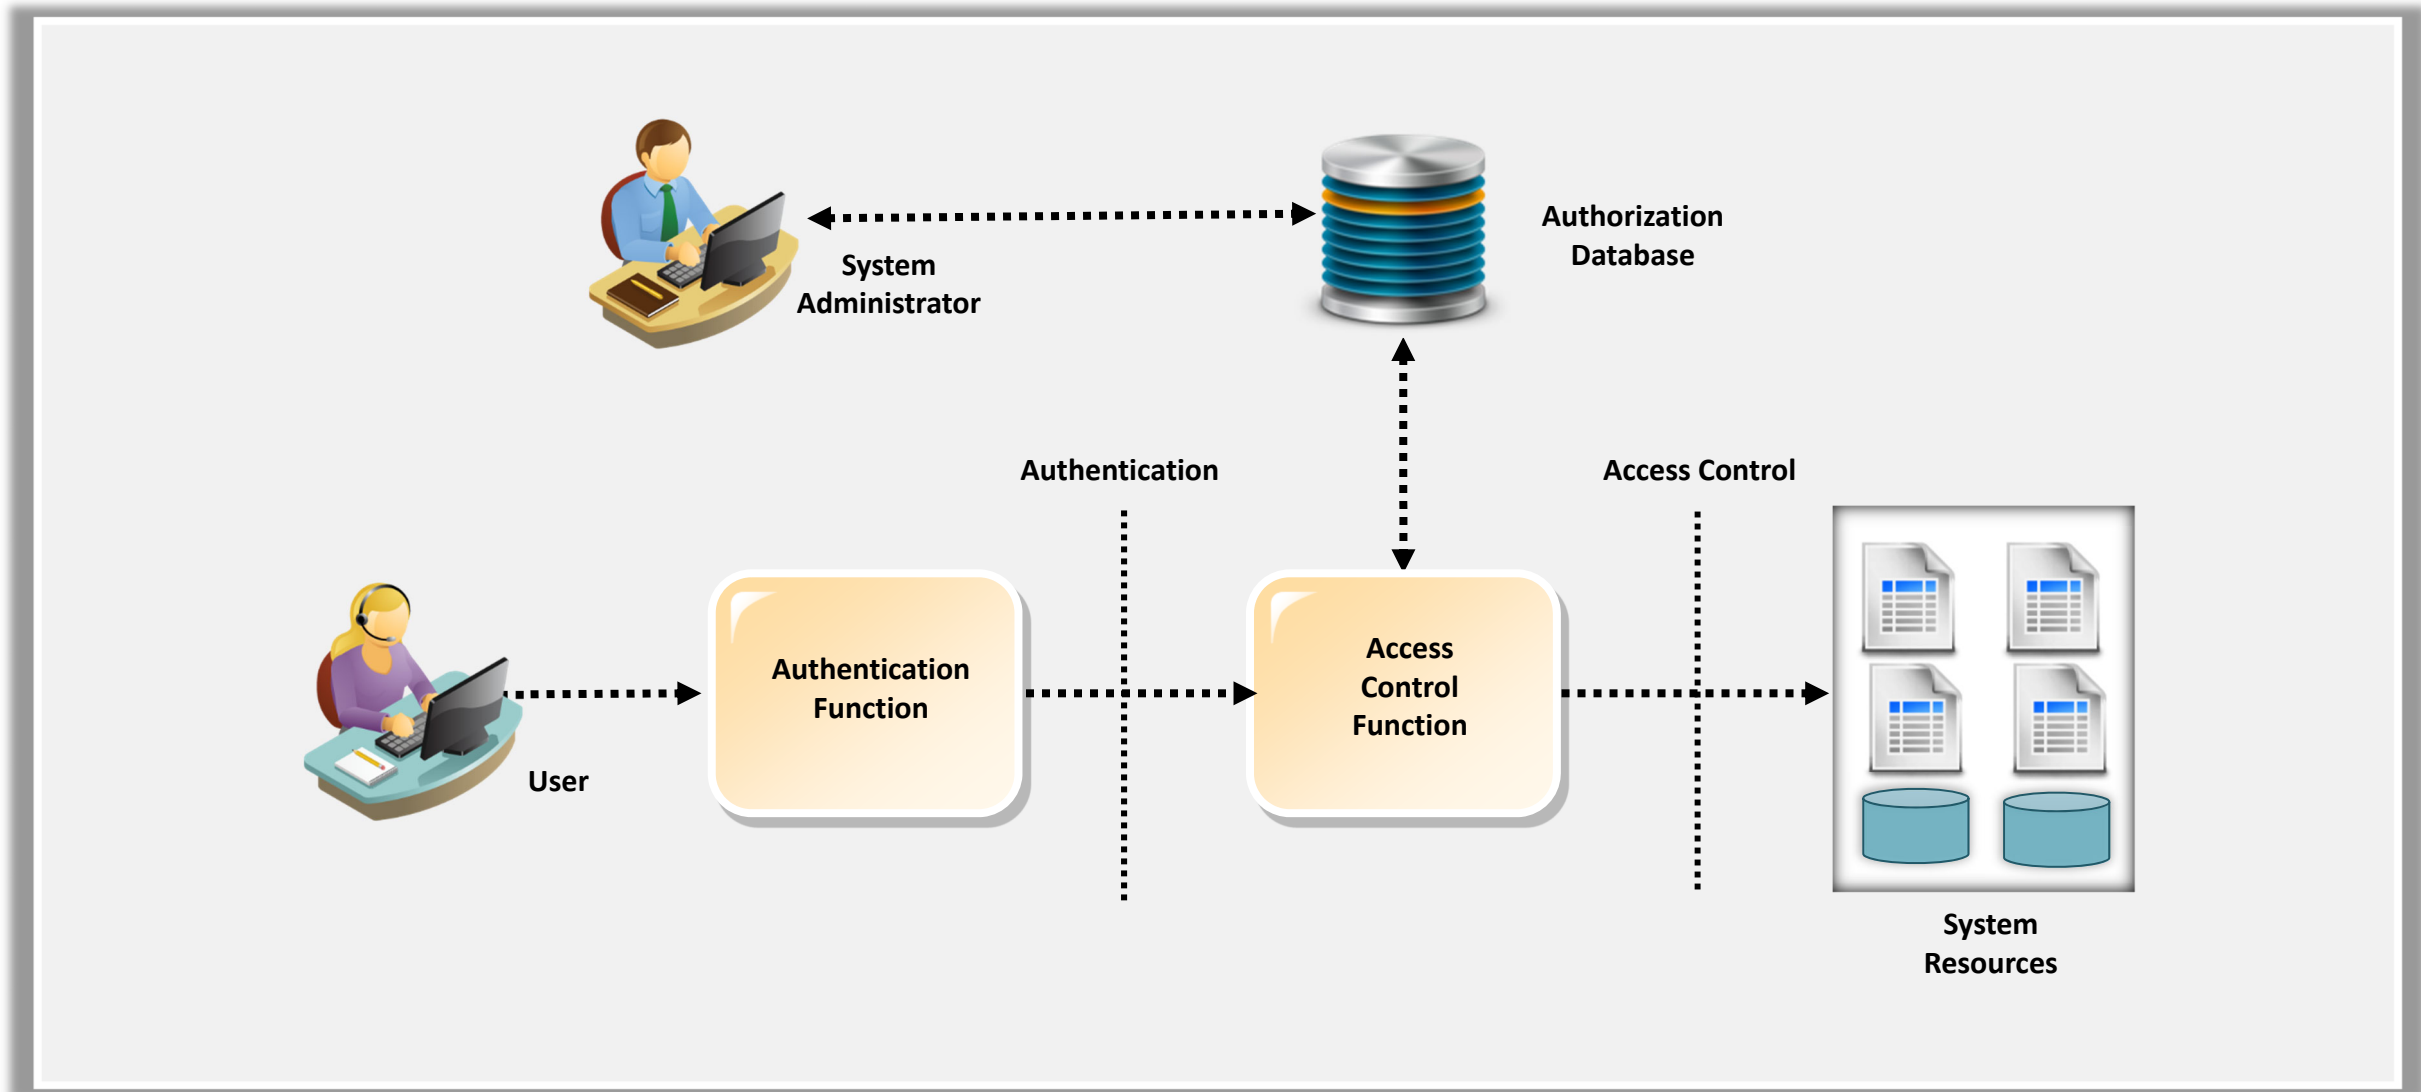 System
Administrator
Authorization
Database
Authentication
Access Control
User
Authentication
Function
Access
Control
Function
System
Resources